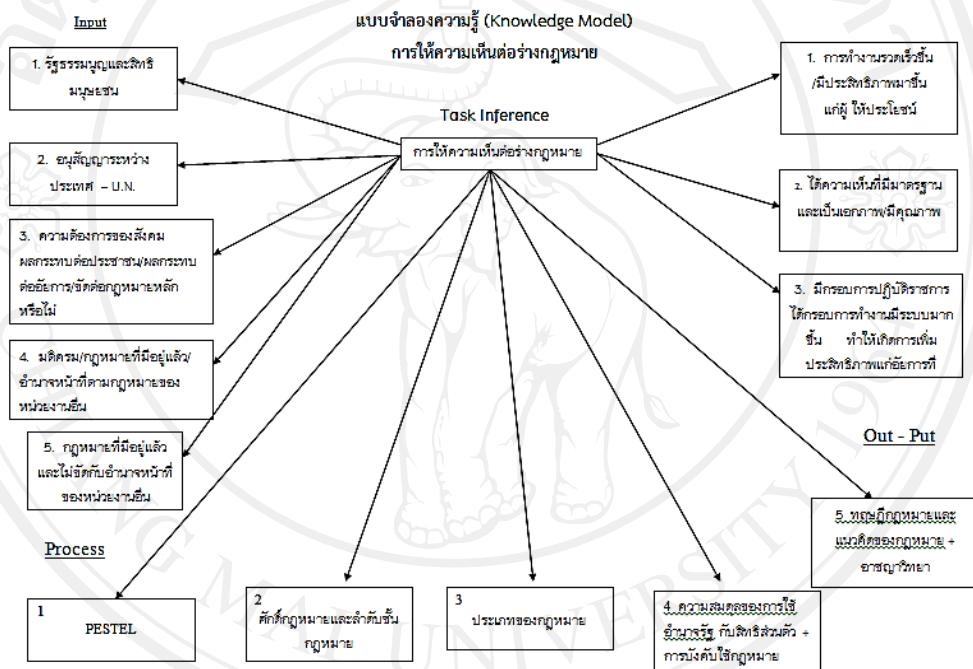 Input
แบบจำลองความรู้ (Knowledge Model)
การให้ความเห็นต่อร่างกฎหมาย
1. รัฐธรรมนูญและสิทธิ
มนุษยชน
1. การทำงานรวดเร็วขึ้น
/มีประสิทธิภาพมาขึ้น
แก่ผู้ ให้ประโยชน์
Task Inference
การให้ความเห็นต่อร่างกฎหมาย
2. อนุสัญญาระหว่าง
ประเทศ – U.N.
2. ได้ความเห็นที่มีมาตรฐาน
และเป็นเอกภาพ/มีคุณภาพ
3. ความต้องการของสังคม
ผลกระทบต่อประชาชน/ผลกระทบ
ต่ออัยการ/ขัดต่อกฎหมายหลัก
หรือไม่
3. มีกรอบการปฏิบัติราชการ
ได้กรอบการทำงานมีระบบมาก
ขึ้น ทำให้เกิดการเพิ่ม
ประสิทธิภาพแก่อัยการที่
4. มติครม/กฎหมายที่มีอยู่แล้ว/
อำนาจหน้าที่ตามกฎหมายของ
หน่วยงานอื่น
5. กฎหมายที่มีอยู่แล้ว
และไม่ขัดกับอำนาจหน้าที่
ของหน่วยงานอื่น
Out - Put
Process
5 ทฤษฎีกฎหมายและ
แนวคิดของกฎหมาย +
อาชญาวิทยา
1
PESTEL
2
ศักดิ์กฎหมายและลำดับชั้น
กฎหมาย
3
ประเภทของกฎหมาย
4 ความสมดุลของการใช้
อำนาจรัฐ กับสิทธิส่วนตัว +
การบังคับใช้กฎหมาย
UNIVERSITY 1964